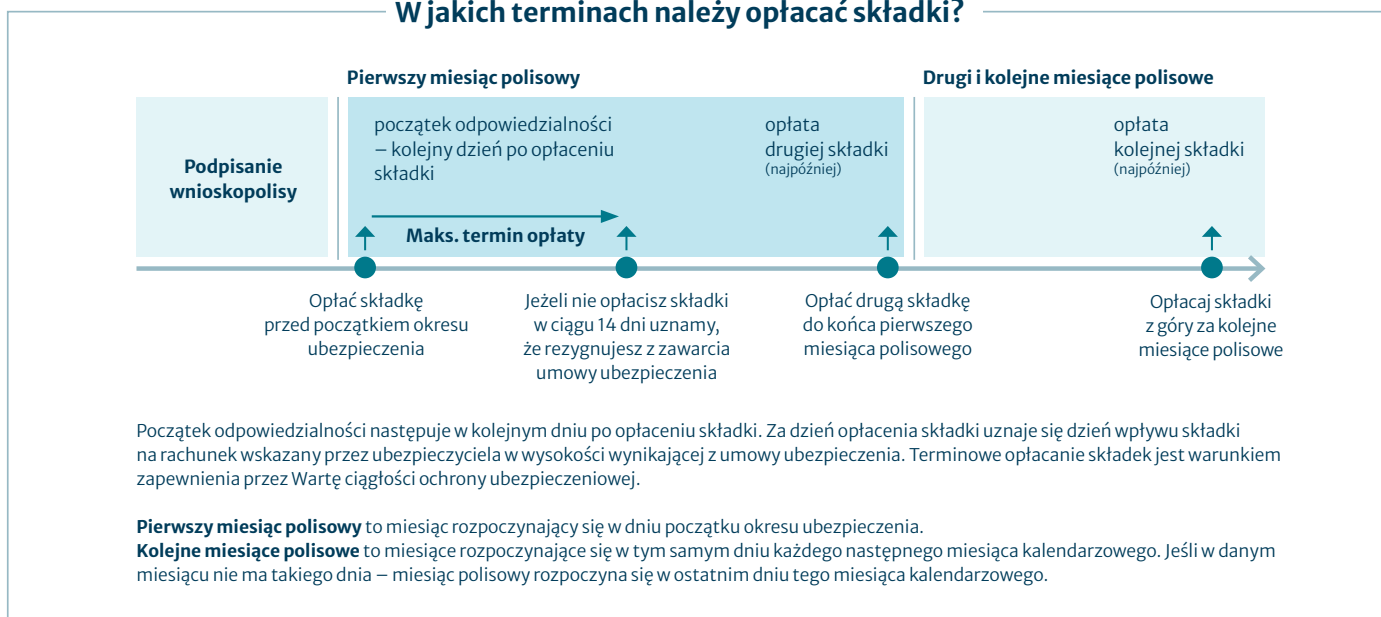 W jakich terminach należy opłacać składki?
Pierwszy miesiąc polisowy
Drugi i kolejne miesiące polisowe
Podpisanie
wnioskopolisy
początek odpowiedzialności
– kolejny dzień po opłaceniu
składki
Maks. termin opłaty
opłata
drugiej składki
(najpóźniej)
opłata
kolejnej składki
(najpóźniej)
Opłać składkę
przed początkiem okresu
ubezpieczenia
Jeżeli nie opłacisz składki
w ciągu 14 dni uznamy,
że rezygnujesz z zawarcia
umowy ubezpieczenia
Opłać drugą składkę
do końca pierwszego
miesiąca polisowego
Opłacaj składki
z góry za kolejne
miesiące polisowe
Początek odpowiedzialności następuje w kolejnym dniu po opłaceniu składki. Za dzień opłacenia składki uznaje się dzień wpływu składki
na rachunek wskazany przez ubezpieczyciela w wysokości wynikającej z umowy ubezpieczenia. Terminowe opłacanie składek jest warunkiem
zapewnienia przez Wartę ciągłości ochrony ubezpieczeniowej.
Pierwszy miesiąc polisowy to miesiąc rozpoczynający się w dniu początku okresu ubezpieczenia.
Kolejne miesiące polisowe to miesiące rozpoczynające się w tym samym dniu każdego następnego miesiąca kalendarzowego. Jeśli w danym
miesiącu nie ma takiego dnia – miesiąc polisowy rozpoczyna się w ostatnim dniu tego miesiąca kalendarzowego.